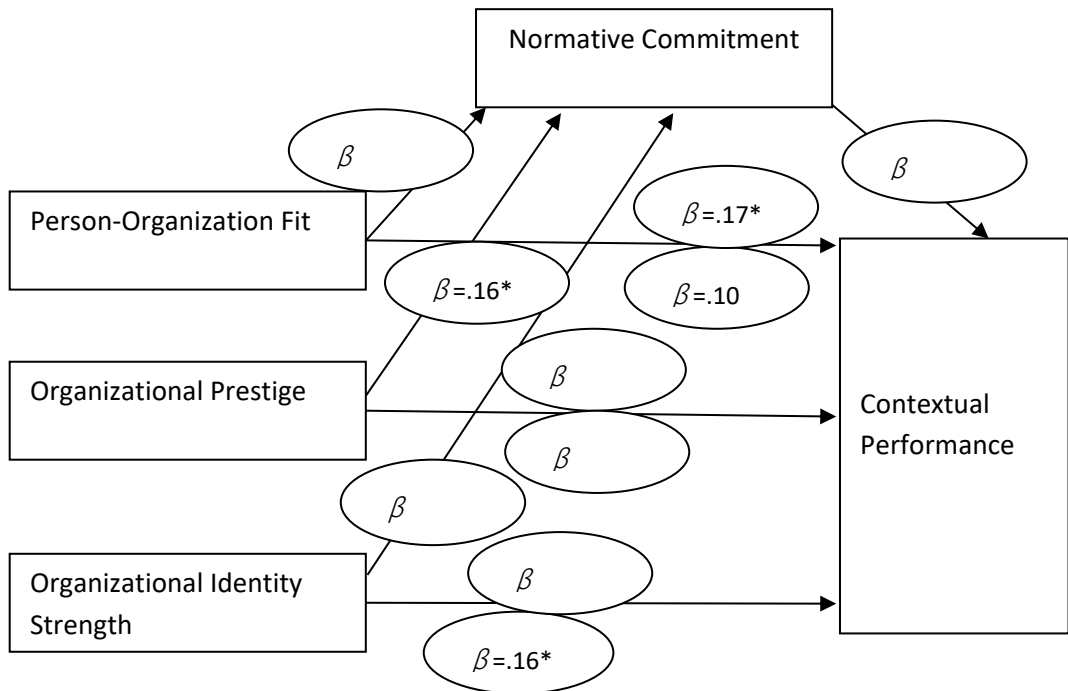 Normative Commitment
β
β
Person-Organization Fit
β=.17*
β=.16*
β=.10
Organizational Prestige
β
Contextual
Performance
β
β
Organizational Identity
Strength
β
β=.16*